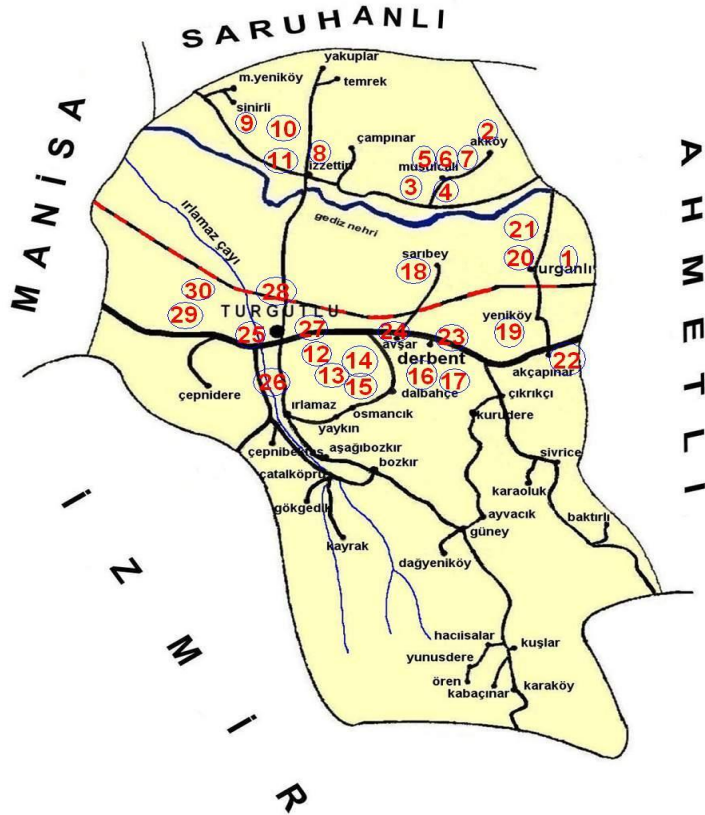 SARUHANLI
MANİSA
AHMETLI
İZMİR
yakuplar
m.yeniköy
temrek
sinirli
9
10
11
8
izzettin
çampınar
2
akköy
5
6
7
3
4
gediz nehri
ırlamaz çayı
21
20
1
urganlı
sarıbey
18
30
29
28
TURGUTLU
25
27
24
23
yeniköy
19
22
avşar
derbent
akçapınar
12
14
13
15
16
17
26
dalbahçe
çepnidere
ırlamaz
osmancık
yaykın
çıkrıkçı
kurudere
çepnibektaş
aşağıbozkır
bozkır
çatalköprü
sivrice
karaoluk
gökgedik
ayvacık
güney
baktırlı
kayrak
dağyeniköy
hacıisalar
kuşlar
yunusdere
ören
kabaçınar
karaköy